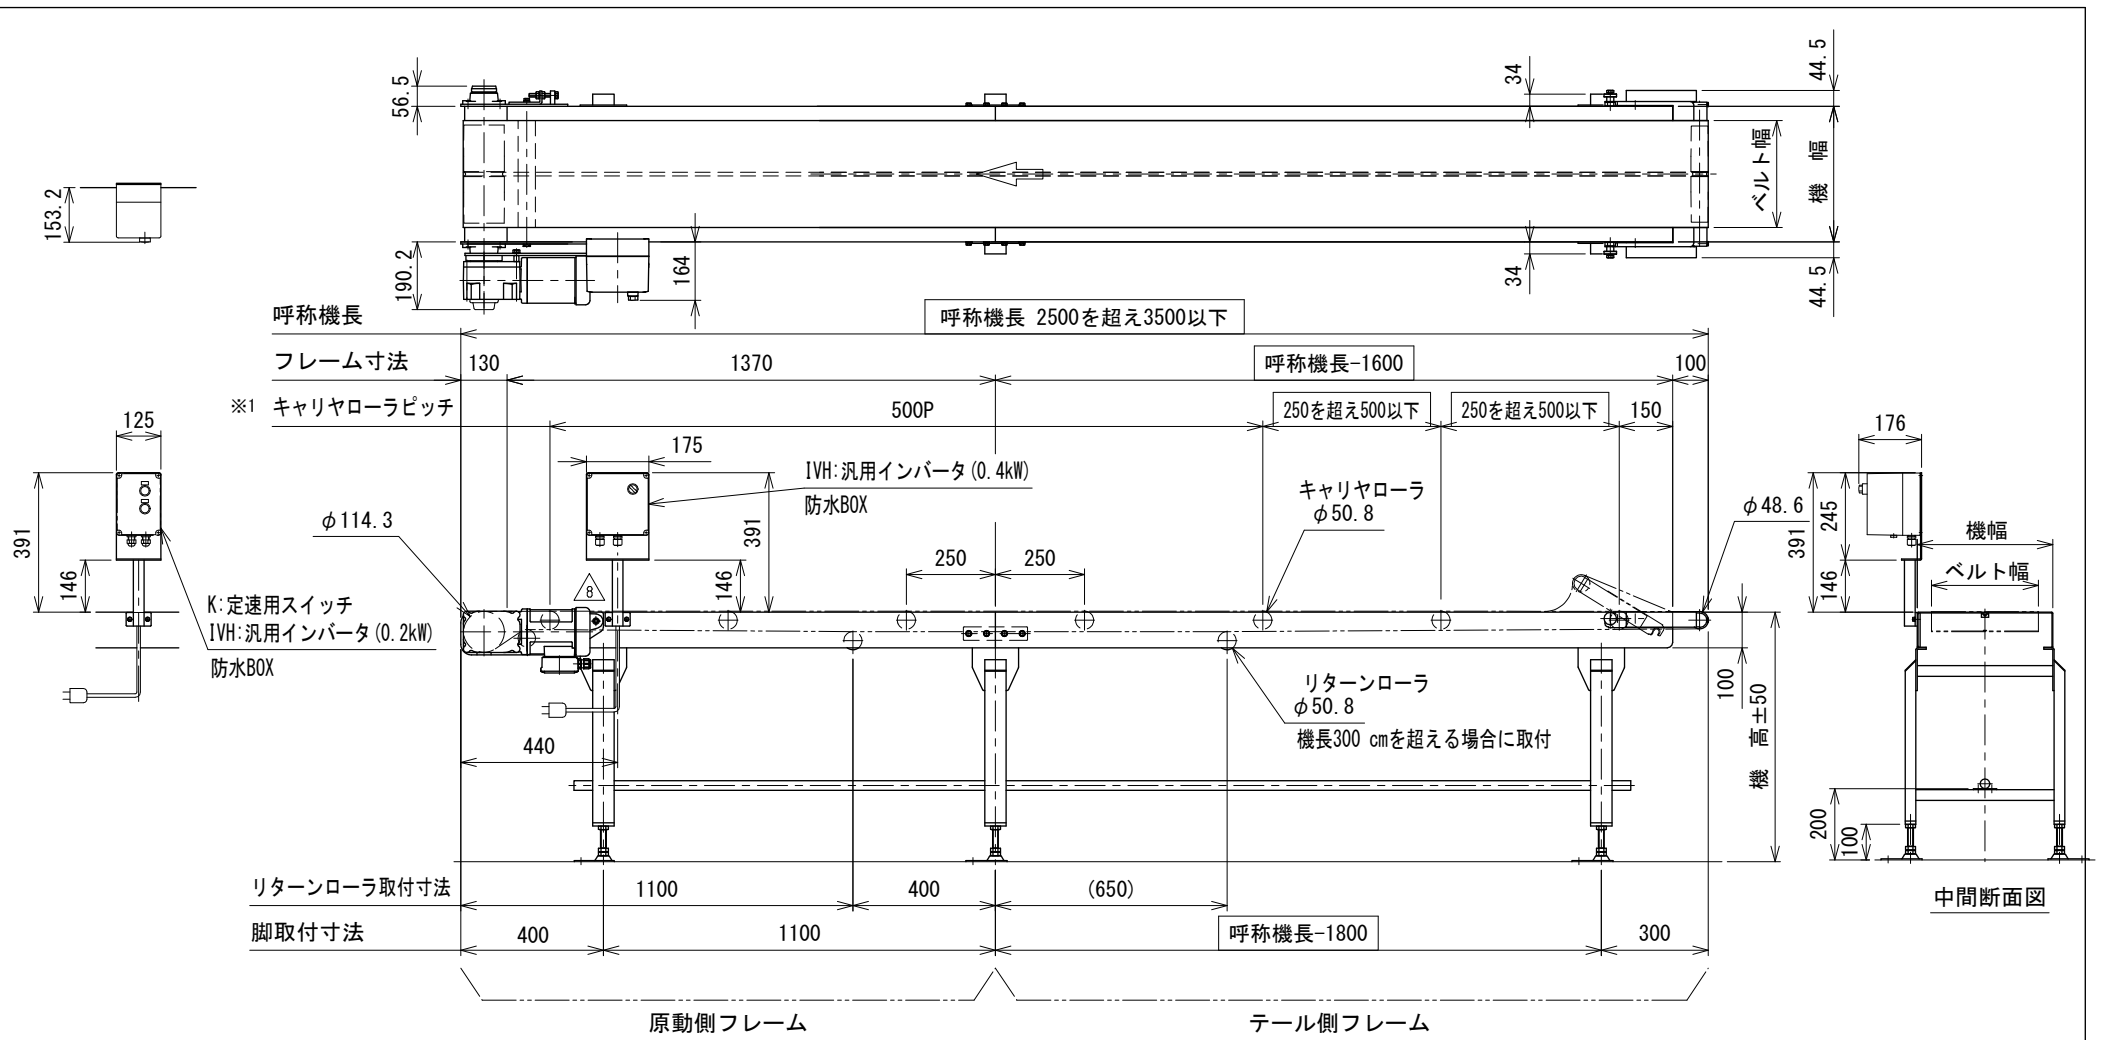 56.5
34
44.5
ベルト幅
機 幅
153.2
190.2
164
34
44.5
呼称機長
呼称機長 2500を超え3500以下
フレーム寸法
130
1370
呼称機長-1600
100
※1 キャリヤローラピッチ
500P
250を超え500以下
250を超え500以下
150
125
175
176
IVH:汎用インバータ(0.4kW)
防水BOX
キャリヤローラ
φ50.8
φ48.6
φ114.3
391
146
391
146
250
250
8
391
245
146
機幅
ベルト幅
K:定速用スイッチ
IVH:汎用インバータ(0.2kW)
防水BOX
リターンローラ
φ50.8
機長300 cmを超える場合に取付
100
機 高±50
440
200
100
リターンローラ取付寸法
1100
400
(650)
中間断面図
脚取付寸法
400
1100
呼称機長-1800
300
原動側フレーム
テール側フレーム